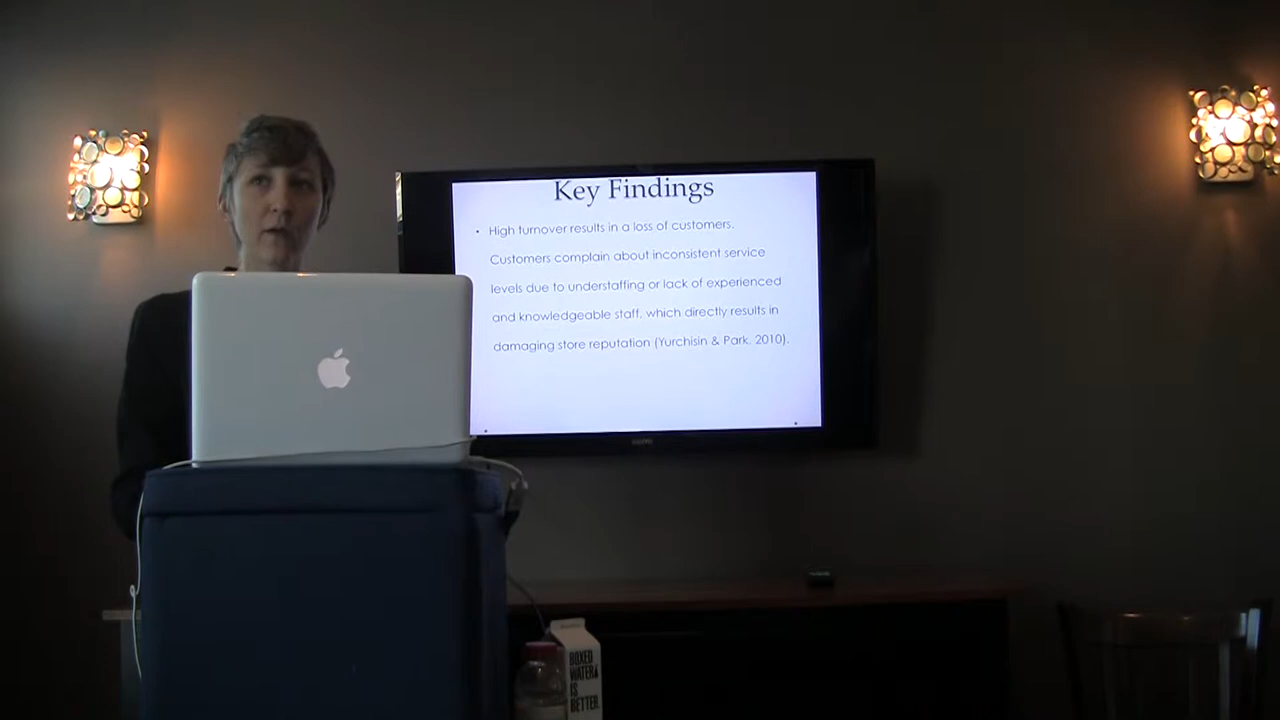 Key Findings
• High turnover results in a loss of customers.
Customers complain about inconsistent service
levels due to understaffing or lack of experienced
and knowledgeable staff, which directly results in
damaging store reputation (Yurchisin & Park, 2010).
BOXED
WATER
IS
BETTER.